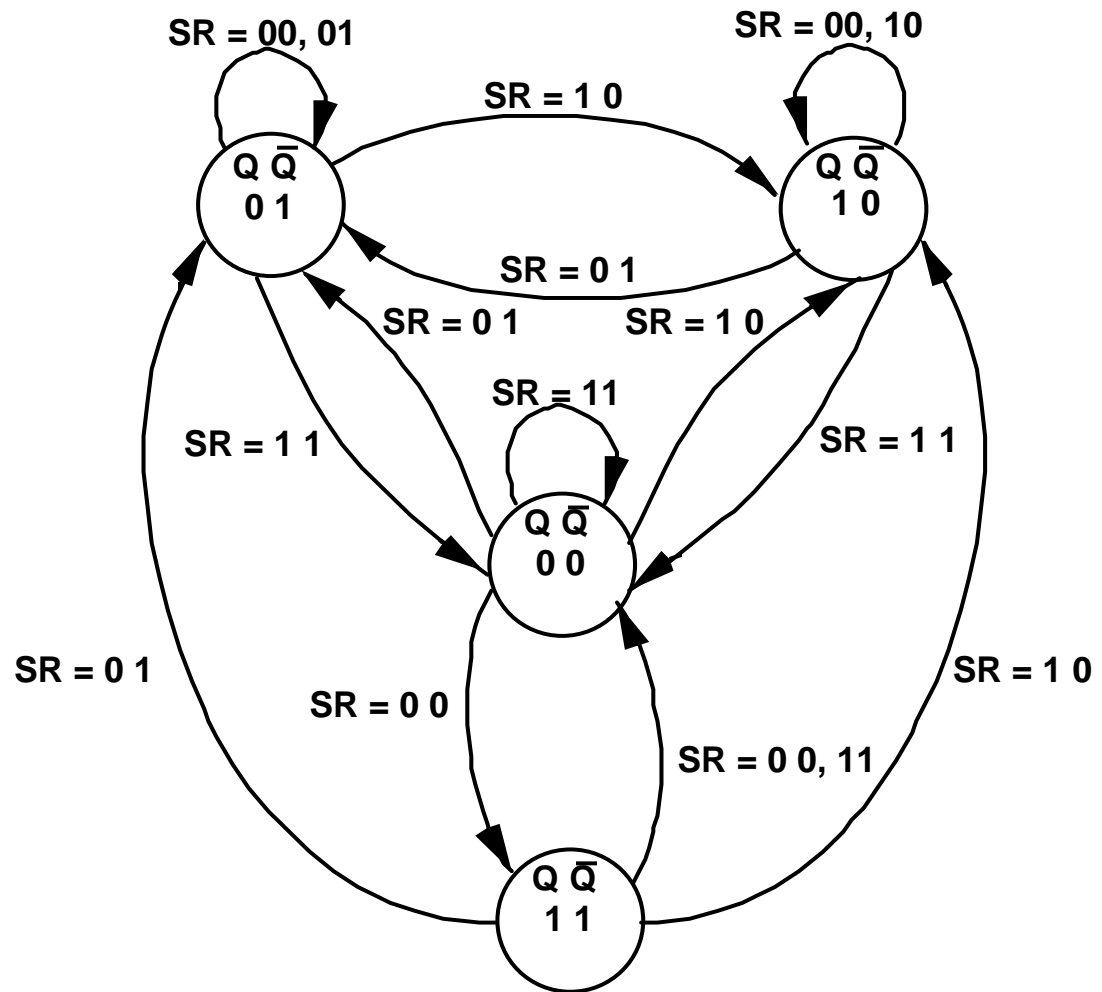 SR = 00, 01
SR = 00, 10
SR = 1 0
Q Q̅
0 1
Q Q̅
1 0
SR = 0 1
SR = 0 1
SR = 1 0
SR = 11
SR = 1 1
SR = 1 1
Q Q̅
0 0
SR = 0 1
SR = 1 0
SR = 0 0
SR = 0 0, 11
Q Q̅
1 1